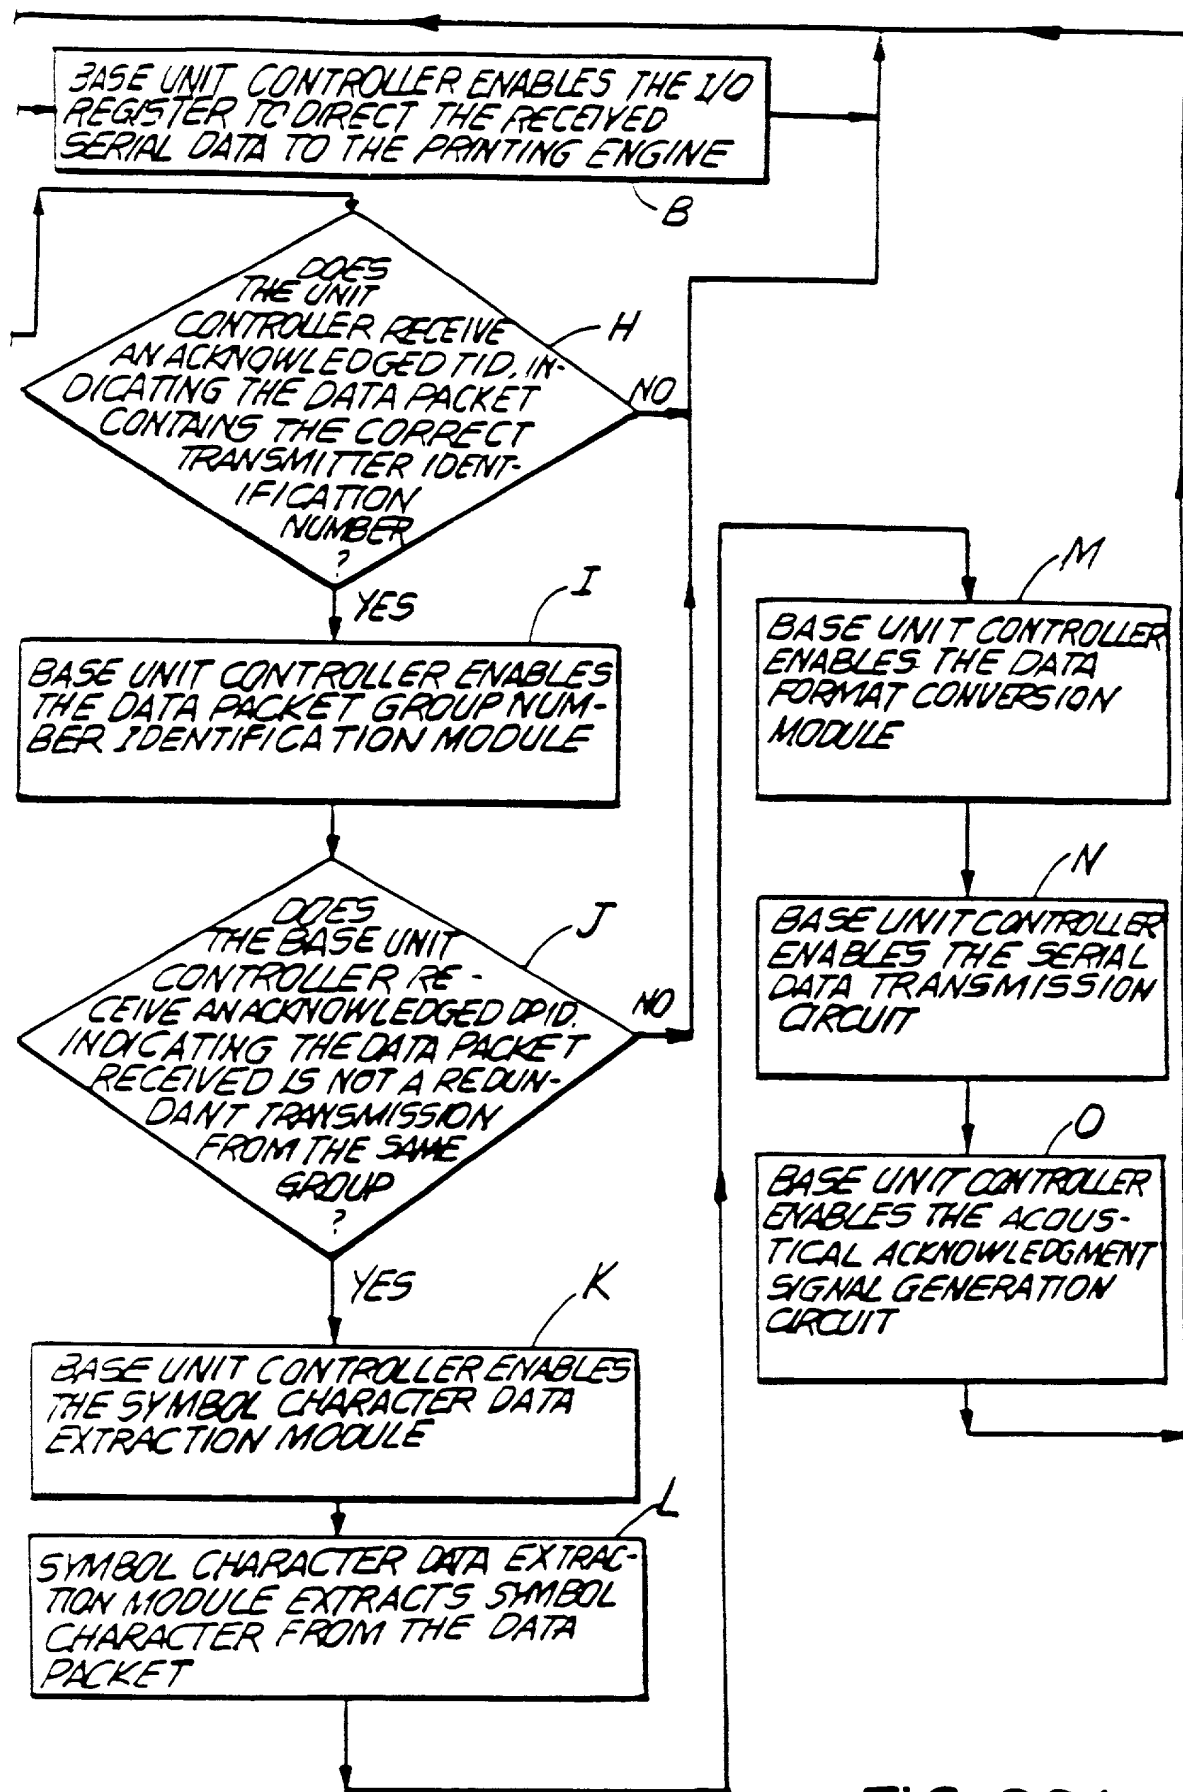 BASE UNIT CONTROLLER ENABLES THE I/O
REGISTER TO DIRECT THE RECEIVED
SERIAL DATA TO THE PRINTING ENGINE
B
DOES
THE UNIT
CONTROLLER RECEIVE
AN ACKNOWLEDGED TID, IN-
DICATING THE DATA PACKET
CONTAINS THE CORRECT
TRANSMITTER IDENT-
IFICATION
NUMBER
?
H
NO
YES
I
BASE UNIT CONTROLLER ENABLES
THE DATA PACKET GROUP NUM-
BER IDENTIFICATION MODULE
DOES
THE BASE UNIT
CONTROLLER RE-
CEIVE AN ACKNOWLEDGED DPID,
INDICATING THE DATA PACKET
RECEIVED IS NOT A REDUN-
DANT TRANSMISSION
FROM THE SAME
GROUP
?
J
NO
YES
K
BASE UNIT CONTROLLER ENABLES
THE SYMBOL CHARACTER DATA
EXTRACTION MODULE
L
SYMBOL CHARACTER DATA EXTRAC-
TION MODULE EXTRACTS SYMBOL
CHARACTER FROM THE DATA
PACKET
M
BASE UNIT CONTROLLER
ENABLES THE DATA
FORMAT CONVERSION
MODULE
N
BASE UNIT CONTROLLER
ENABLES THE SERIAL
DATA TRANSMISSION
CIRCUIT
O
BASE UNIT CONTROLLER
ENABLES THE ACOUS-
TICAL ACKNOWLEDGMENT
SIGNAL GENERATION
CIRCUIT